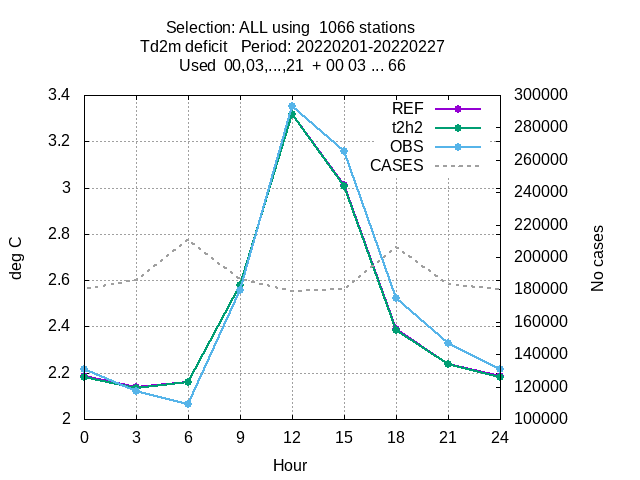 Selection: ALL using  1066 stations
Td2m deficit   Period: 20220201-20220227
Used  00,03,...,21  + 00 03 ... 66
REF
t2h2
OBS
CASES
3.4
3.2
3
2.8
2.6
2.4
2.2
2
deg C
300000
280000
260000
240000
220000
200000
180000
160000
140000
120000
100000
No cases
0 3 6 9 12 15 18 21 24
Hour